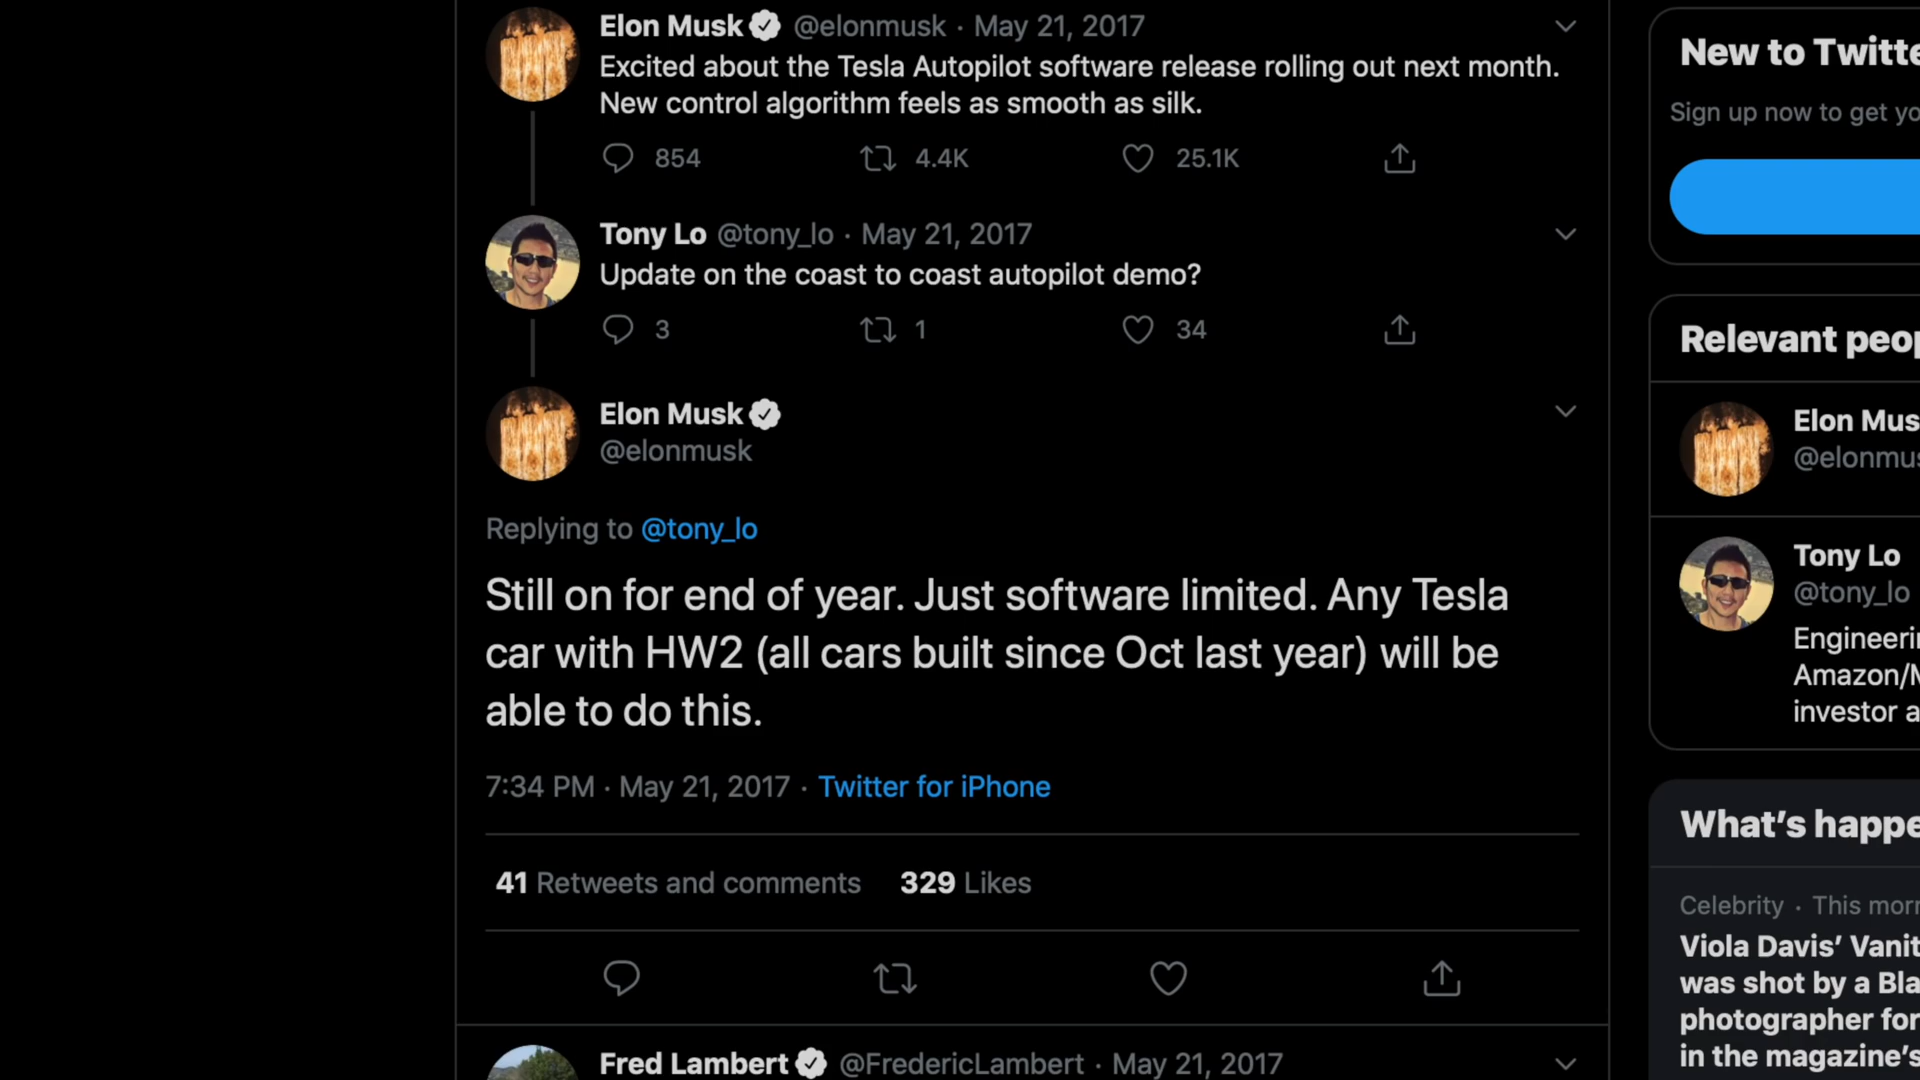 Elon Musk @elonmusk · May 21, 2017
Excited about the Tesla Autopilot software release rolling out next month.
New control algorithm feels as smooth as silk.
854 4.4K 25.1K
Tony Lo @tony_lo · May 21, 2017
Update on the coast to coast autopilot demo?
3 1 34
Elon Musk
@elonmusk
Replying to @tony_lo
Still on for end of year. Just software limited. Any Tesla
car with HW2 (all cars built since Oct last year) will be
able to do this.
7:34 PM · May 21, 2017 · Twitter for iPhone
41 Retweets and comments 329 Likes
Fred Lambert @FredericLambert · May 21, 2017
New to Twitte
Sign up now to get yo
Relevant peop
Elon Mus
@elonmus
Tony Lo
@tony_lo
Engineerin
Amazon/M
investor a
What's happe
Celebrity · This morn
Viola Davis' Vanit
was shot by a Bla
photographer for
in the magazine's